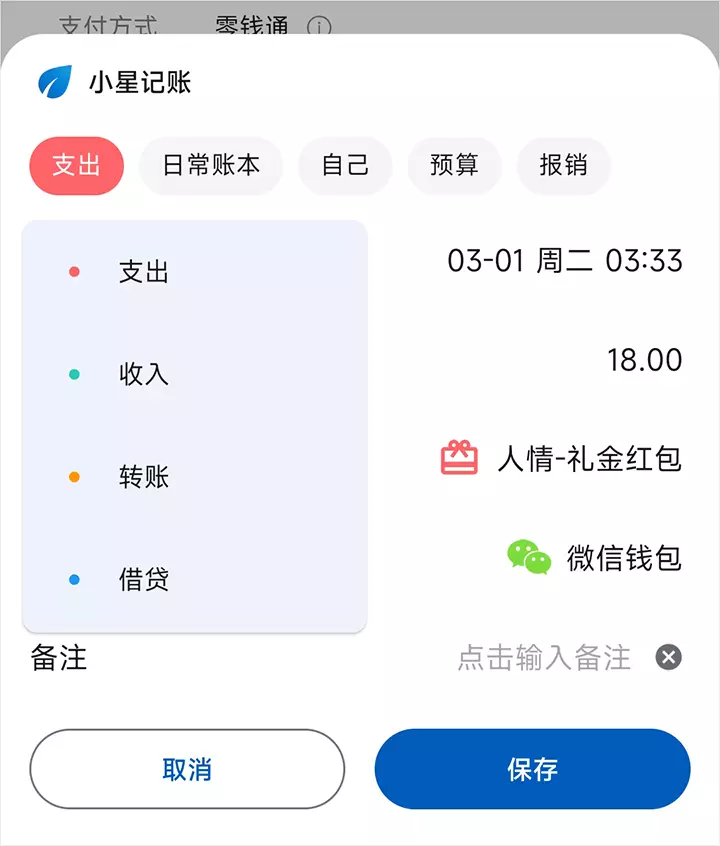 支付方式 零钱通
小星记账
支出 日常账本 自己 预算 报销
支出
03-01 周二 03:33
收入
18.00
转账
人情-礼金红包
微信钱包
借贷
备注 点击输入备注
取消 保存